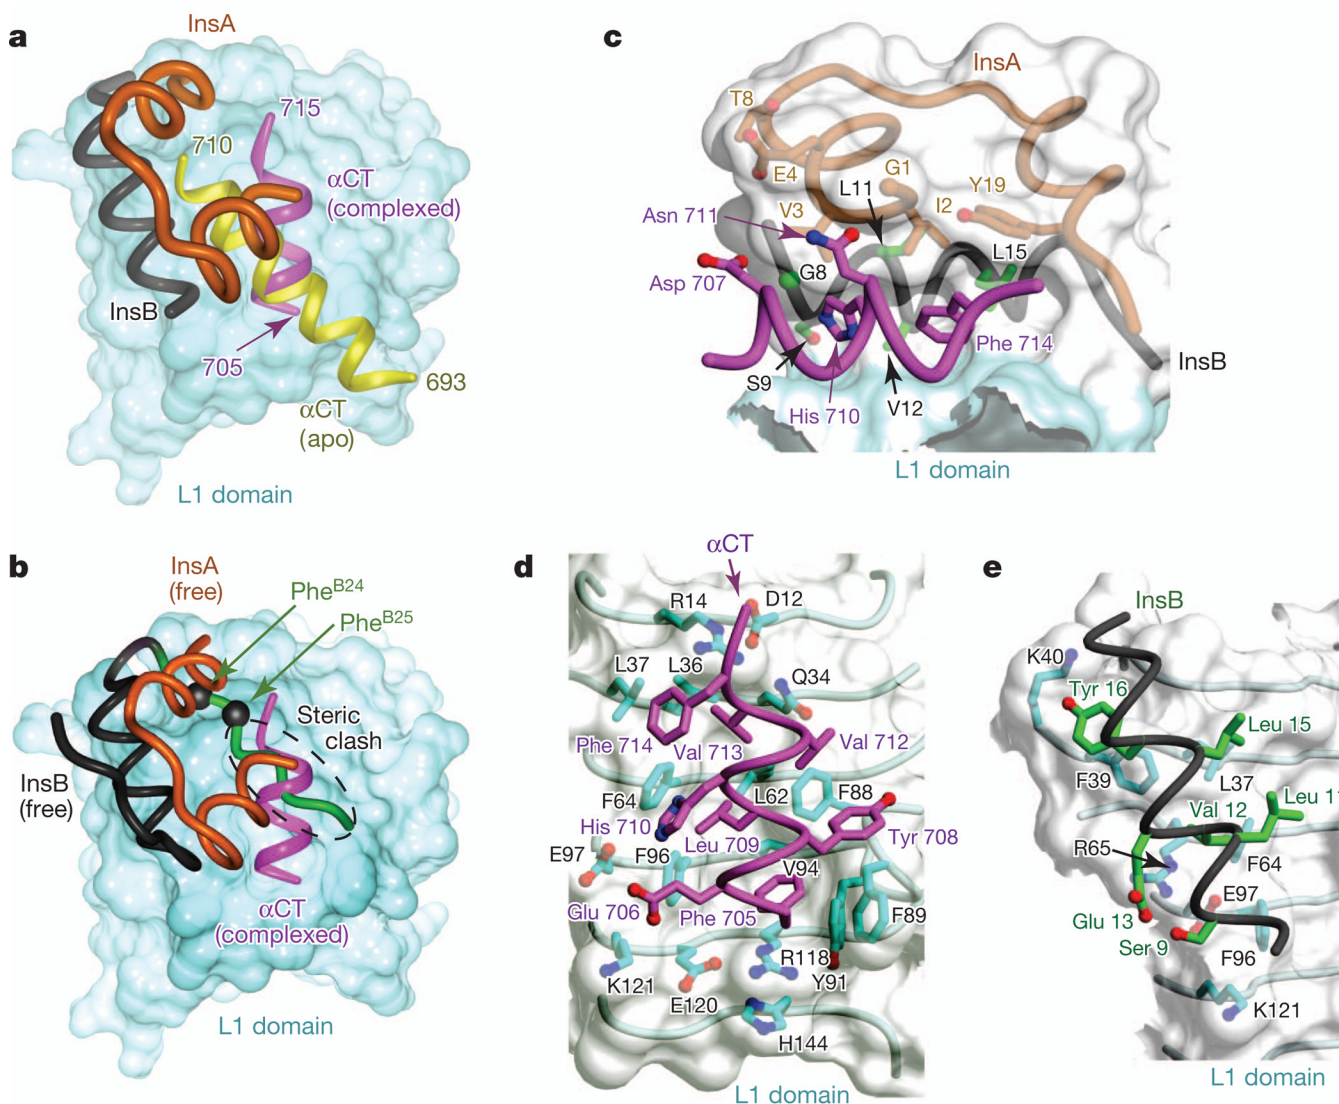 a
InsA
715
710
αCT
(complexed)
InsB
705
693
αCT
(apo)
L1 domain
b
InsA
(free)
PheB24
PheB25
Steric
clash
InsB
(free)
αCT
(complexed)
L1 domain
c
InsA
T8
E4
G1
L11
Y19
I2
V3
Asn 711
L15
G8
Asp 707
Phe 714
InsB
S9
V12
His 710
L1 domain
d
αCT
R14
D12
L37
L36
Q34
Phe 714
Val 713
Val 712
F64
L62
F88
His 710
Leu 709
Tyr 708
E97
F96
V94
Glu 706
Phe 705
F89
R118
K121
Y91
E120
H144
L1 domain
e
InsB
K40
Tyr 16
Leu 15
F39
L37
Val 12
Leu 11
R65
F64
E97
Glu 13
Ser 9
F96
K121
L1 domain